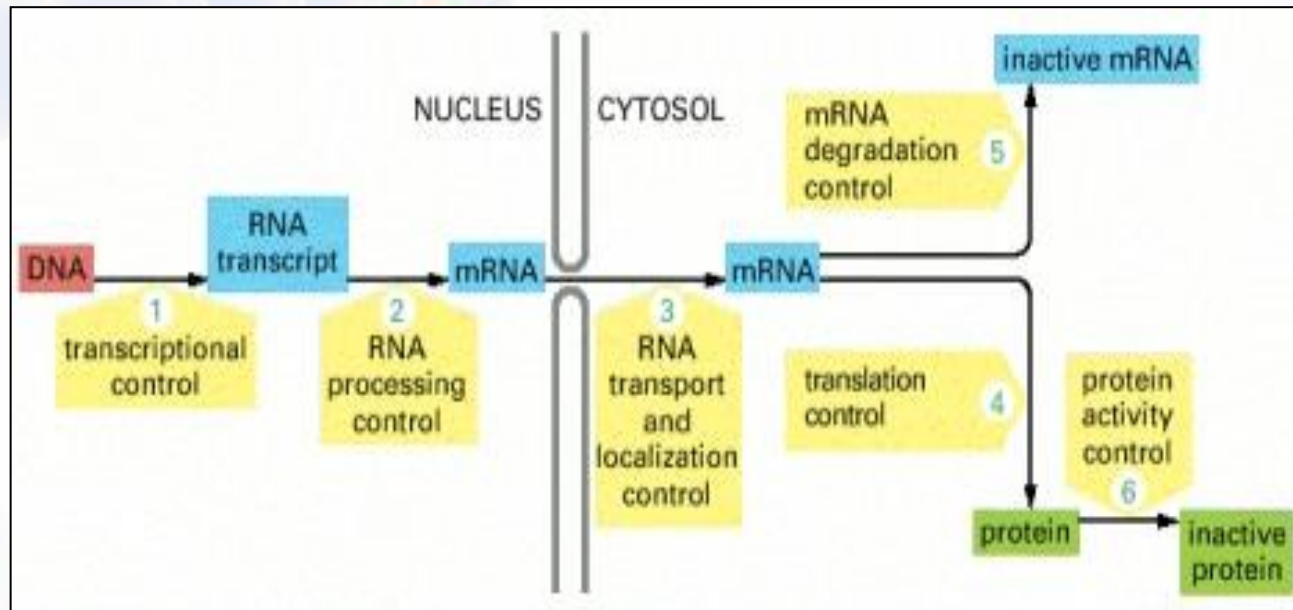 NUCLEUS
CYTOSOL
inactive mRNA
mRNA
degradation
control
5
DNA
RNA
transcript
mRNA
mRNA
1
transcriptional
control
2
RNA
processing
control
3
RNA
transport
and
localization
control
translation
control
4
protein
activity
control
6
protein
inactive
protein